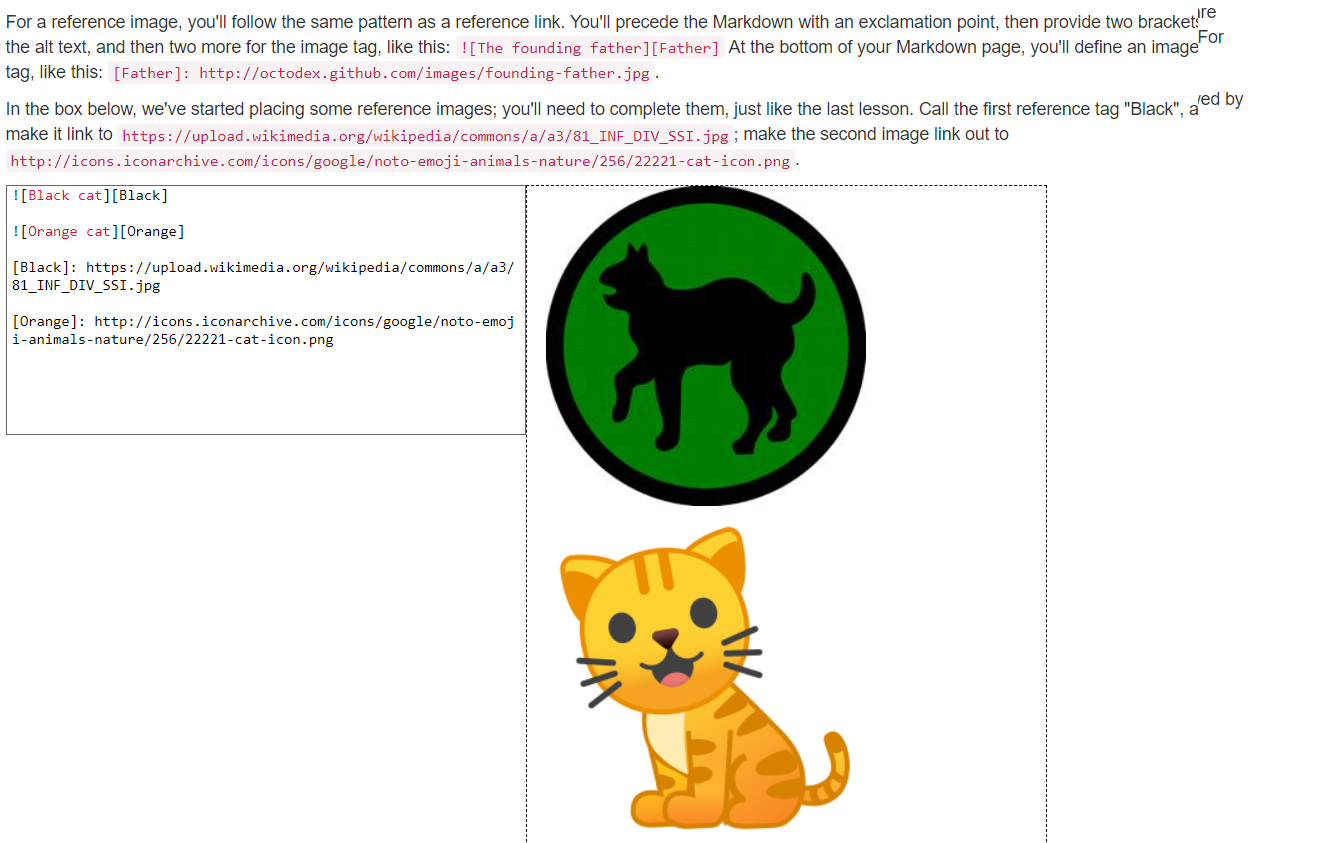 For a reference image, you'll follow the same pattern as a reference link. You'll precede the Markdown with an exclamation point, then provide two brackets
the alt text, and then two more for the image tag, like this: ![The founding father][Father] At the bottom of your Markdown page, you'll define an image For
tag, like this: [Father]: http://octodex.github.com/images/founding-father.jpg .
In the box below, we've started placing some reference images; you'll need to complete them, just like the last lesson. Call the first reference tag "Black", a
make it link to https://upload.wikimedia.org/wikipedia/commons/a/a3/81_INF_DIV_SSI.jpg ; make the second image link out to
http://icons.iconarchive.com/icons/google/noto-emoji-animals-nature/256/22221-cat-icon.png .
![Black cat][Black]
![Orange cat][Orange]
[Black]: https://upload.wikimedia.org/wikipedia/commons/a/a3/
81_INF_DIV_SSI.jpg
[Orange]: http://icons.iconarchive.com/icons/google/noto-emoj
i-animals-nature/256/22221-cat-icon.png